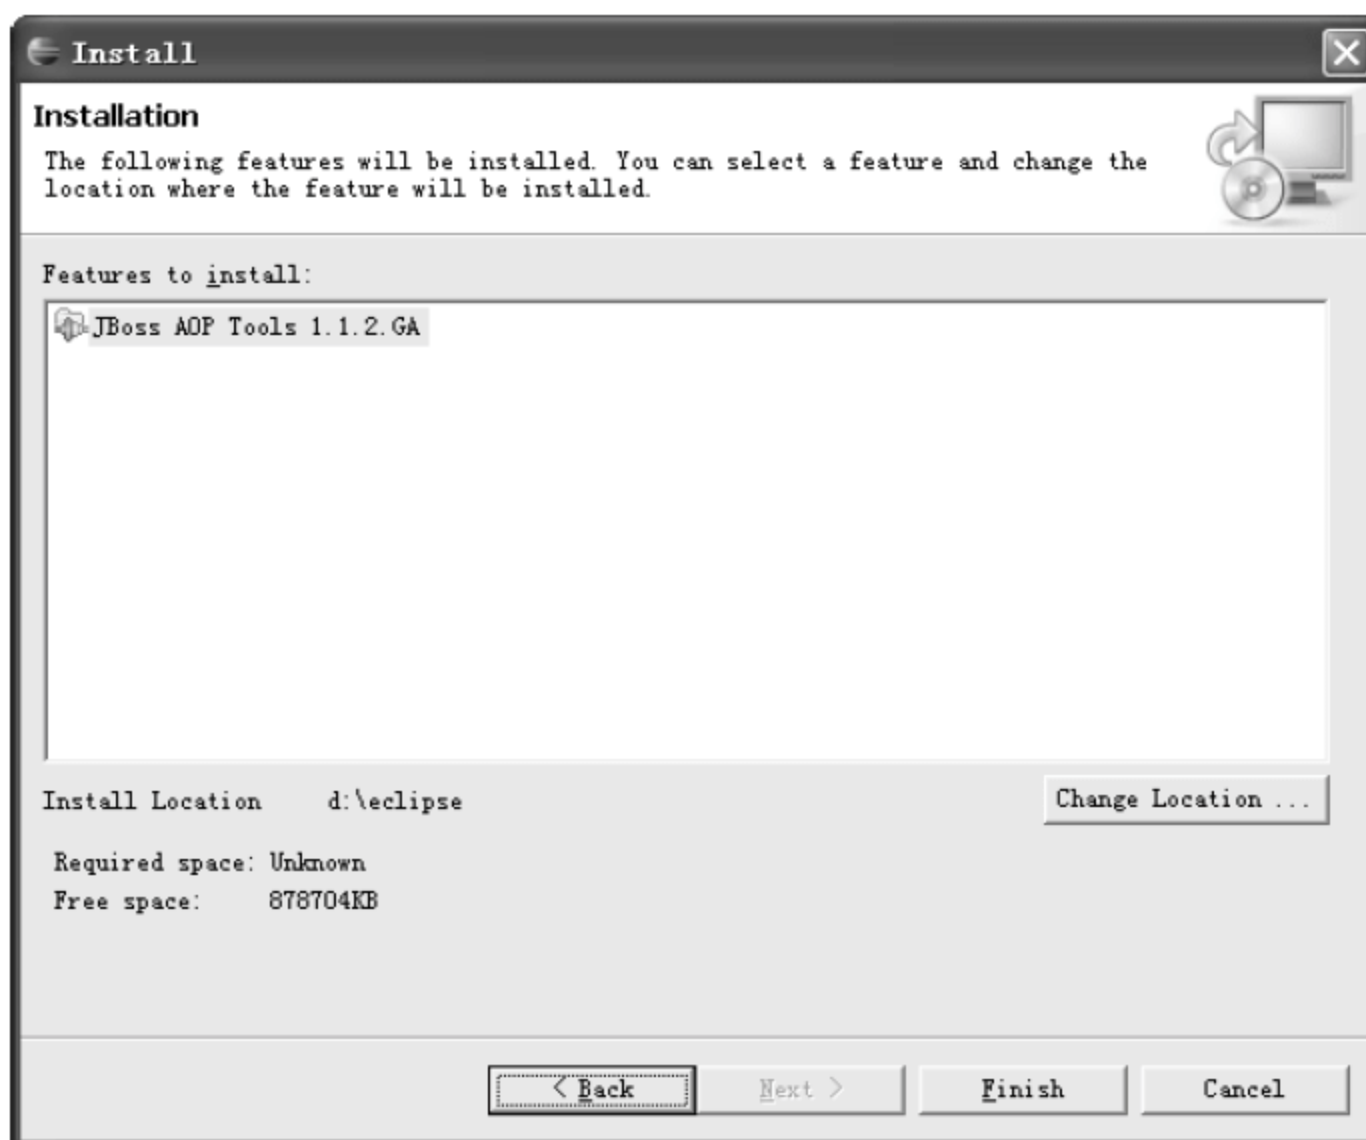 Install
Installation
The following features will be installed. You can select a feature and change the
location where the feature will be installed.
Features to install:
JBoss AOP Tools 1.1.2.GA
Install Location d:\eclipse
Change Location ...
Required space: Unknown
Free space: 878704KB
< Back
Next >
Finish
Cancel